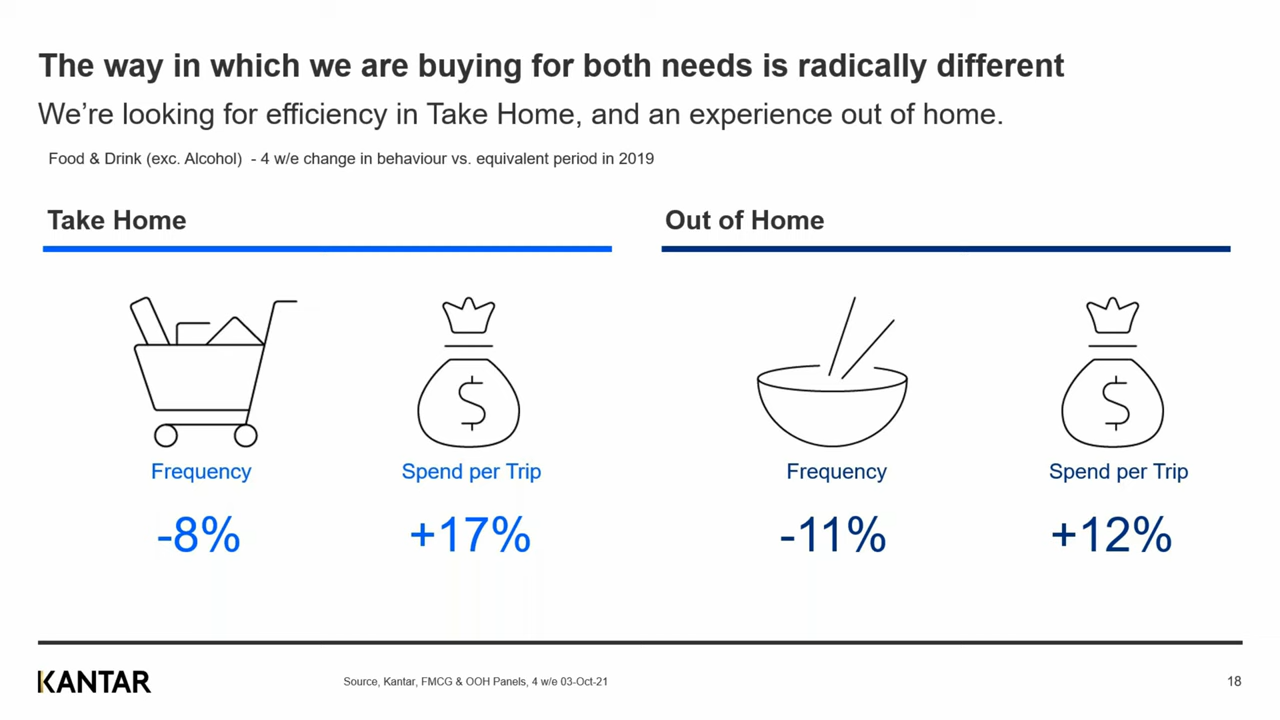 The way in which we are buying for both needs is radically different
We’re looking for efficiency in Take Home, and an experience out of home.
Food & Drink (exc. Alcohol)  - 4 w/e change in behaviour vs. equivalent period in 2019
Take Home
Out of Home
$
$
Frequency
Spend per Trip
Frequency
Spend per Trip
-8%
+17%
-11%
+12%
KANTAR
Source, Kantar, FMCG & OOH Panels, 4 w/e 03-Oct-21
18